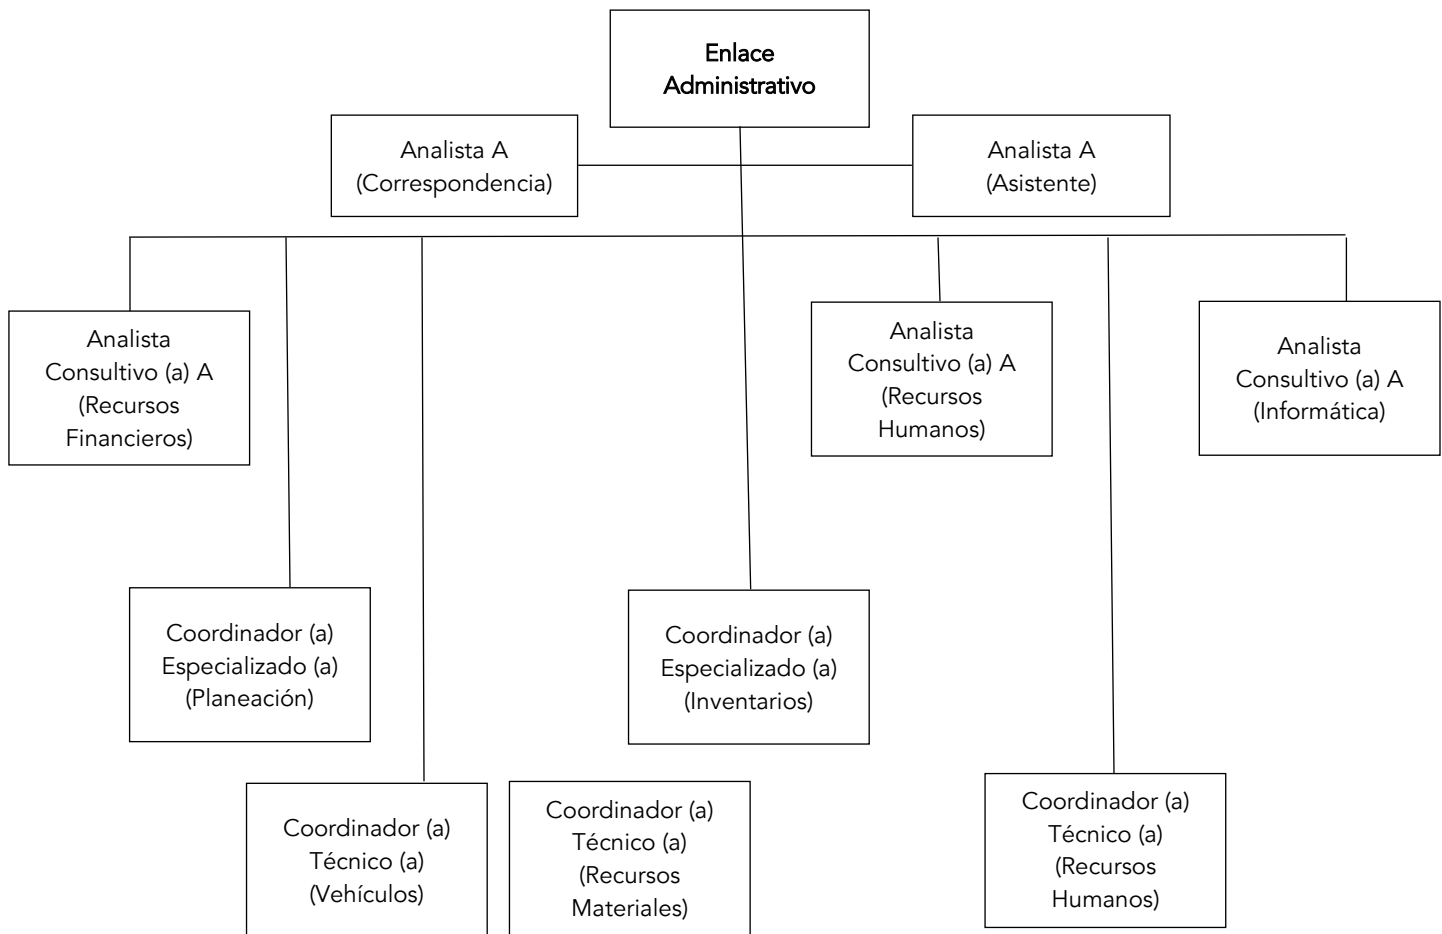 Enlace
Administrativo
Analista A
(Correspondencia)
Analista A
(Asistente)
Analista
Consultivo (a) A
(Recursos
Financieros)
Analista
Consultivo (a) A
(Recursos
Humanos)
Analista
Consultivo (a) A
(Informática)
Coordinador (a)
Especializado (a)
(Planeación)
Coordinador (a)
Especializado (a)
(Inventarios)
Coordinador (a)
Técnico (a)
(Vehículos)
Coordinador (a)
Técnico (a)
(Recursos
Materiales)
Coordinador (a)
Técnico (a)
(Recursos
Humanos)